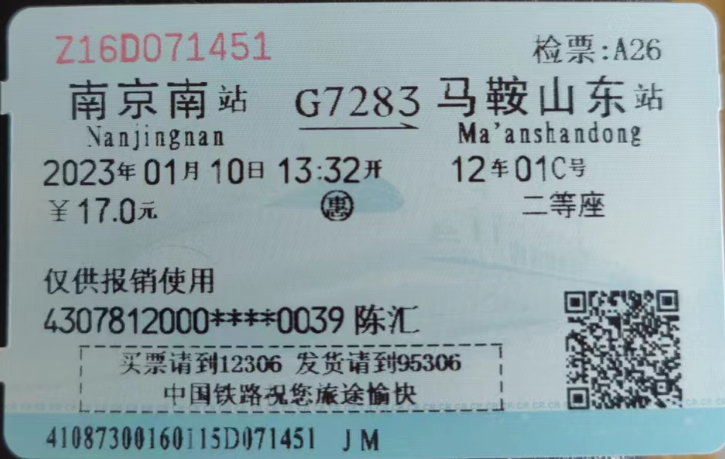 Z16D071451 检票:A26
南京南站 G7283 马鞍山东站
Nanjingnan Ma'anshandong
2023年01月10日 13:32开 12车01C号
￥17.0元 惠 二等座
仅供报销使用
4307812000****0039 陈汇
买票请到12306 发货请到95306
中国铁路祝您旅途愉快
41087300160115D071451 JM